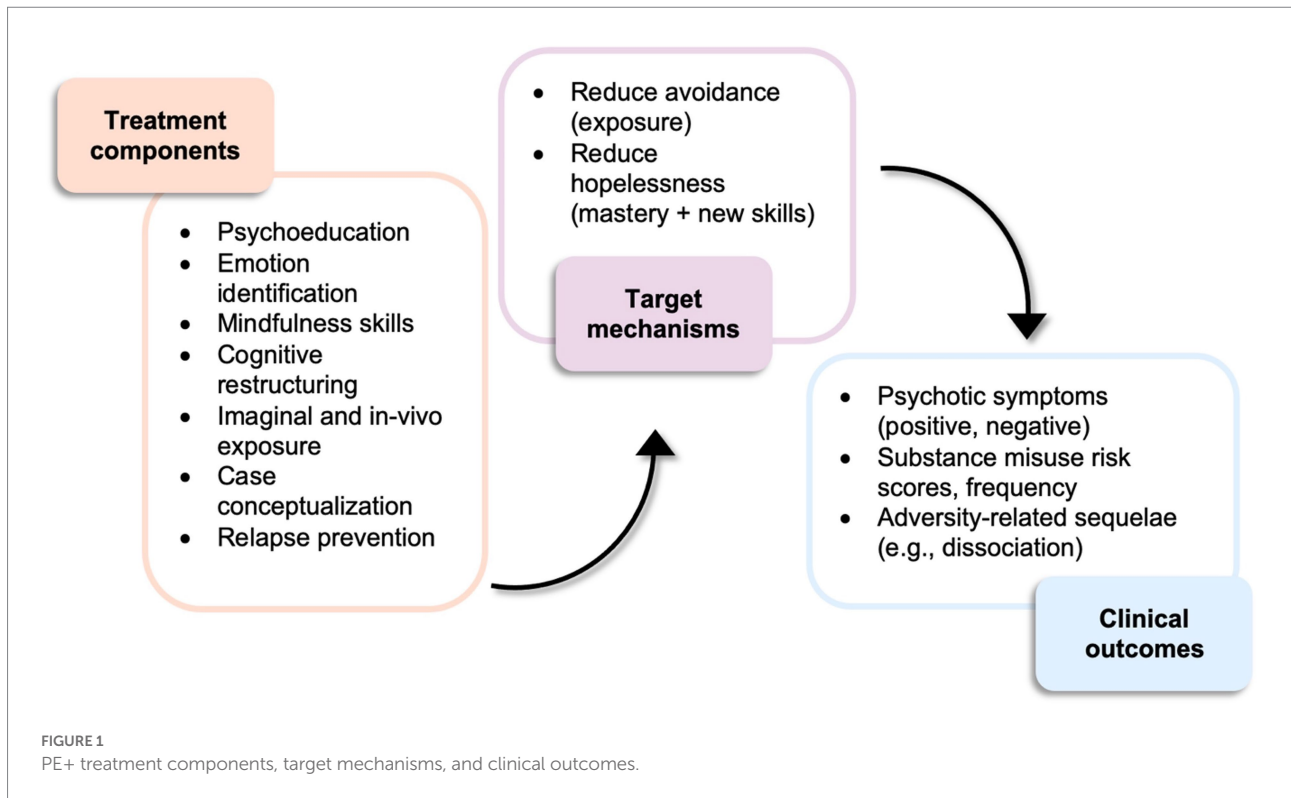 Treatment
components
• Psychoeducation
• Emotion
identification
• Mindfulness skills
• Cognitive
restructuring
• Imaginal and in-vivo
exposure
• Case
conceptualization
• Relapse prevention
• Reduce avoidance
(exposure)
• Reduce
hopelessness
(mastery + new skills)
Target
mechanisms
• Psychotic symptoms
(positive, negative)
• Substance misuse risk
scores, frequency
• Adversity-related sequelae
(e.g., dissociation)
Clinical
outcomes
FIGURE 1
PE+ treatment components, target mechanisms, and clinical outcomes.